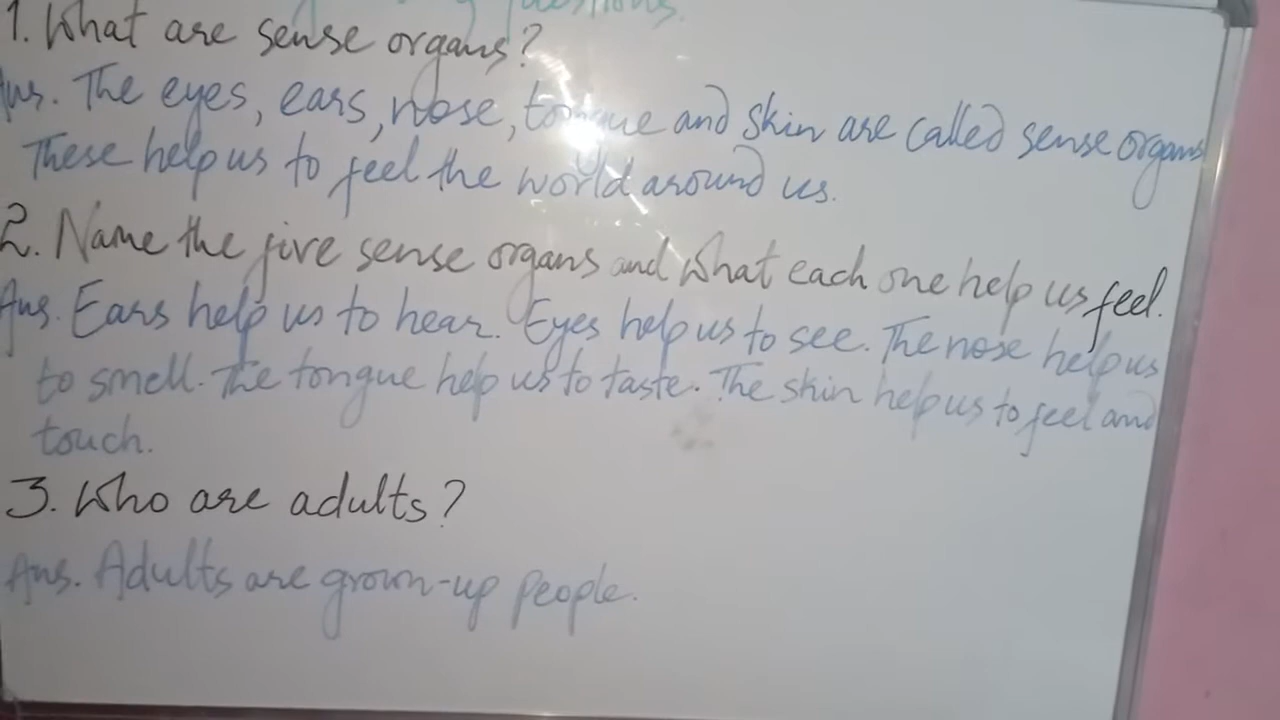 questions.
1. What are sense organs?
Ans. The eyes, ears, nose, tongue and skin are called sense organs
These help us to feel the world around us.
2. Name the five sense organs and what each one help us feel.
Ans. Ears help us to hear. Eyes help us to see. The nose help us
to smell. The tongue help us to taste. The skin help us to feel and
touch.
3. Who are adults?
Ans. Adults are grown-up people.